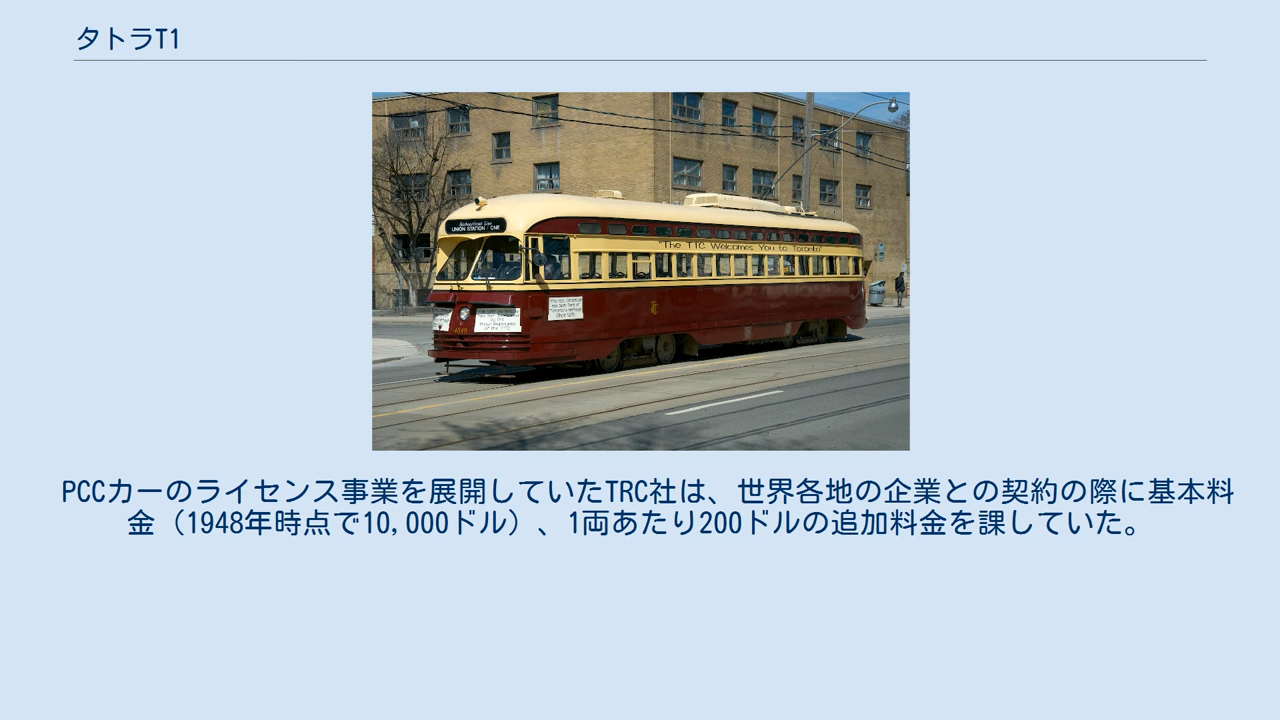 タトラT1
Harbourfront Line
UNION STATION / CNE
"The TTC Welcomes You to Toronto"
PCCカーのライセンス事業を展開していたTRC社は、世界各地の企業との契約の際に基本料
金（1948年時点で10,000ドル）、1両あたり200ドルの追加料金を課していた。